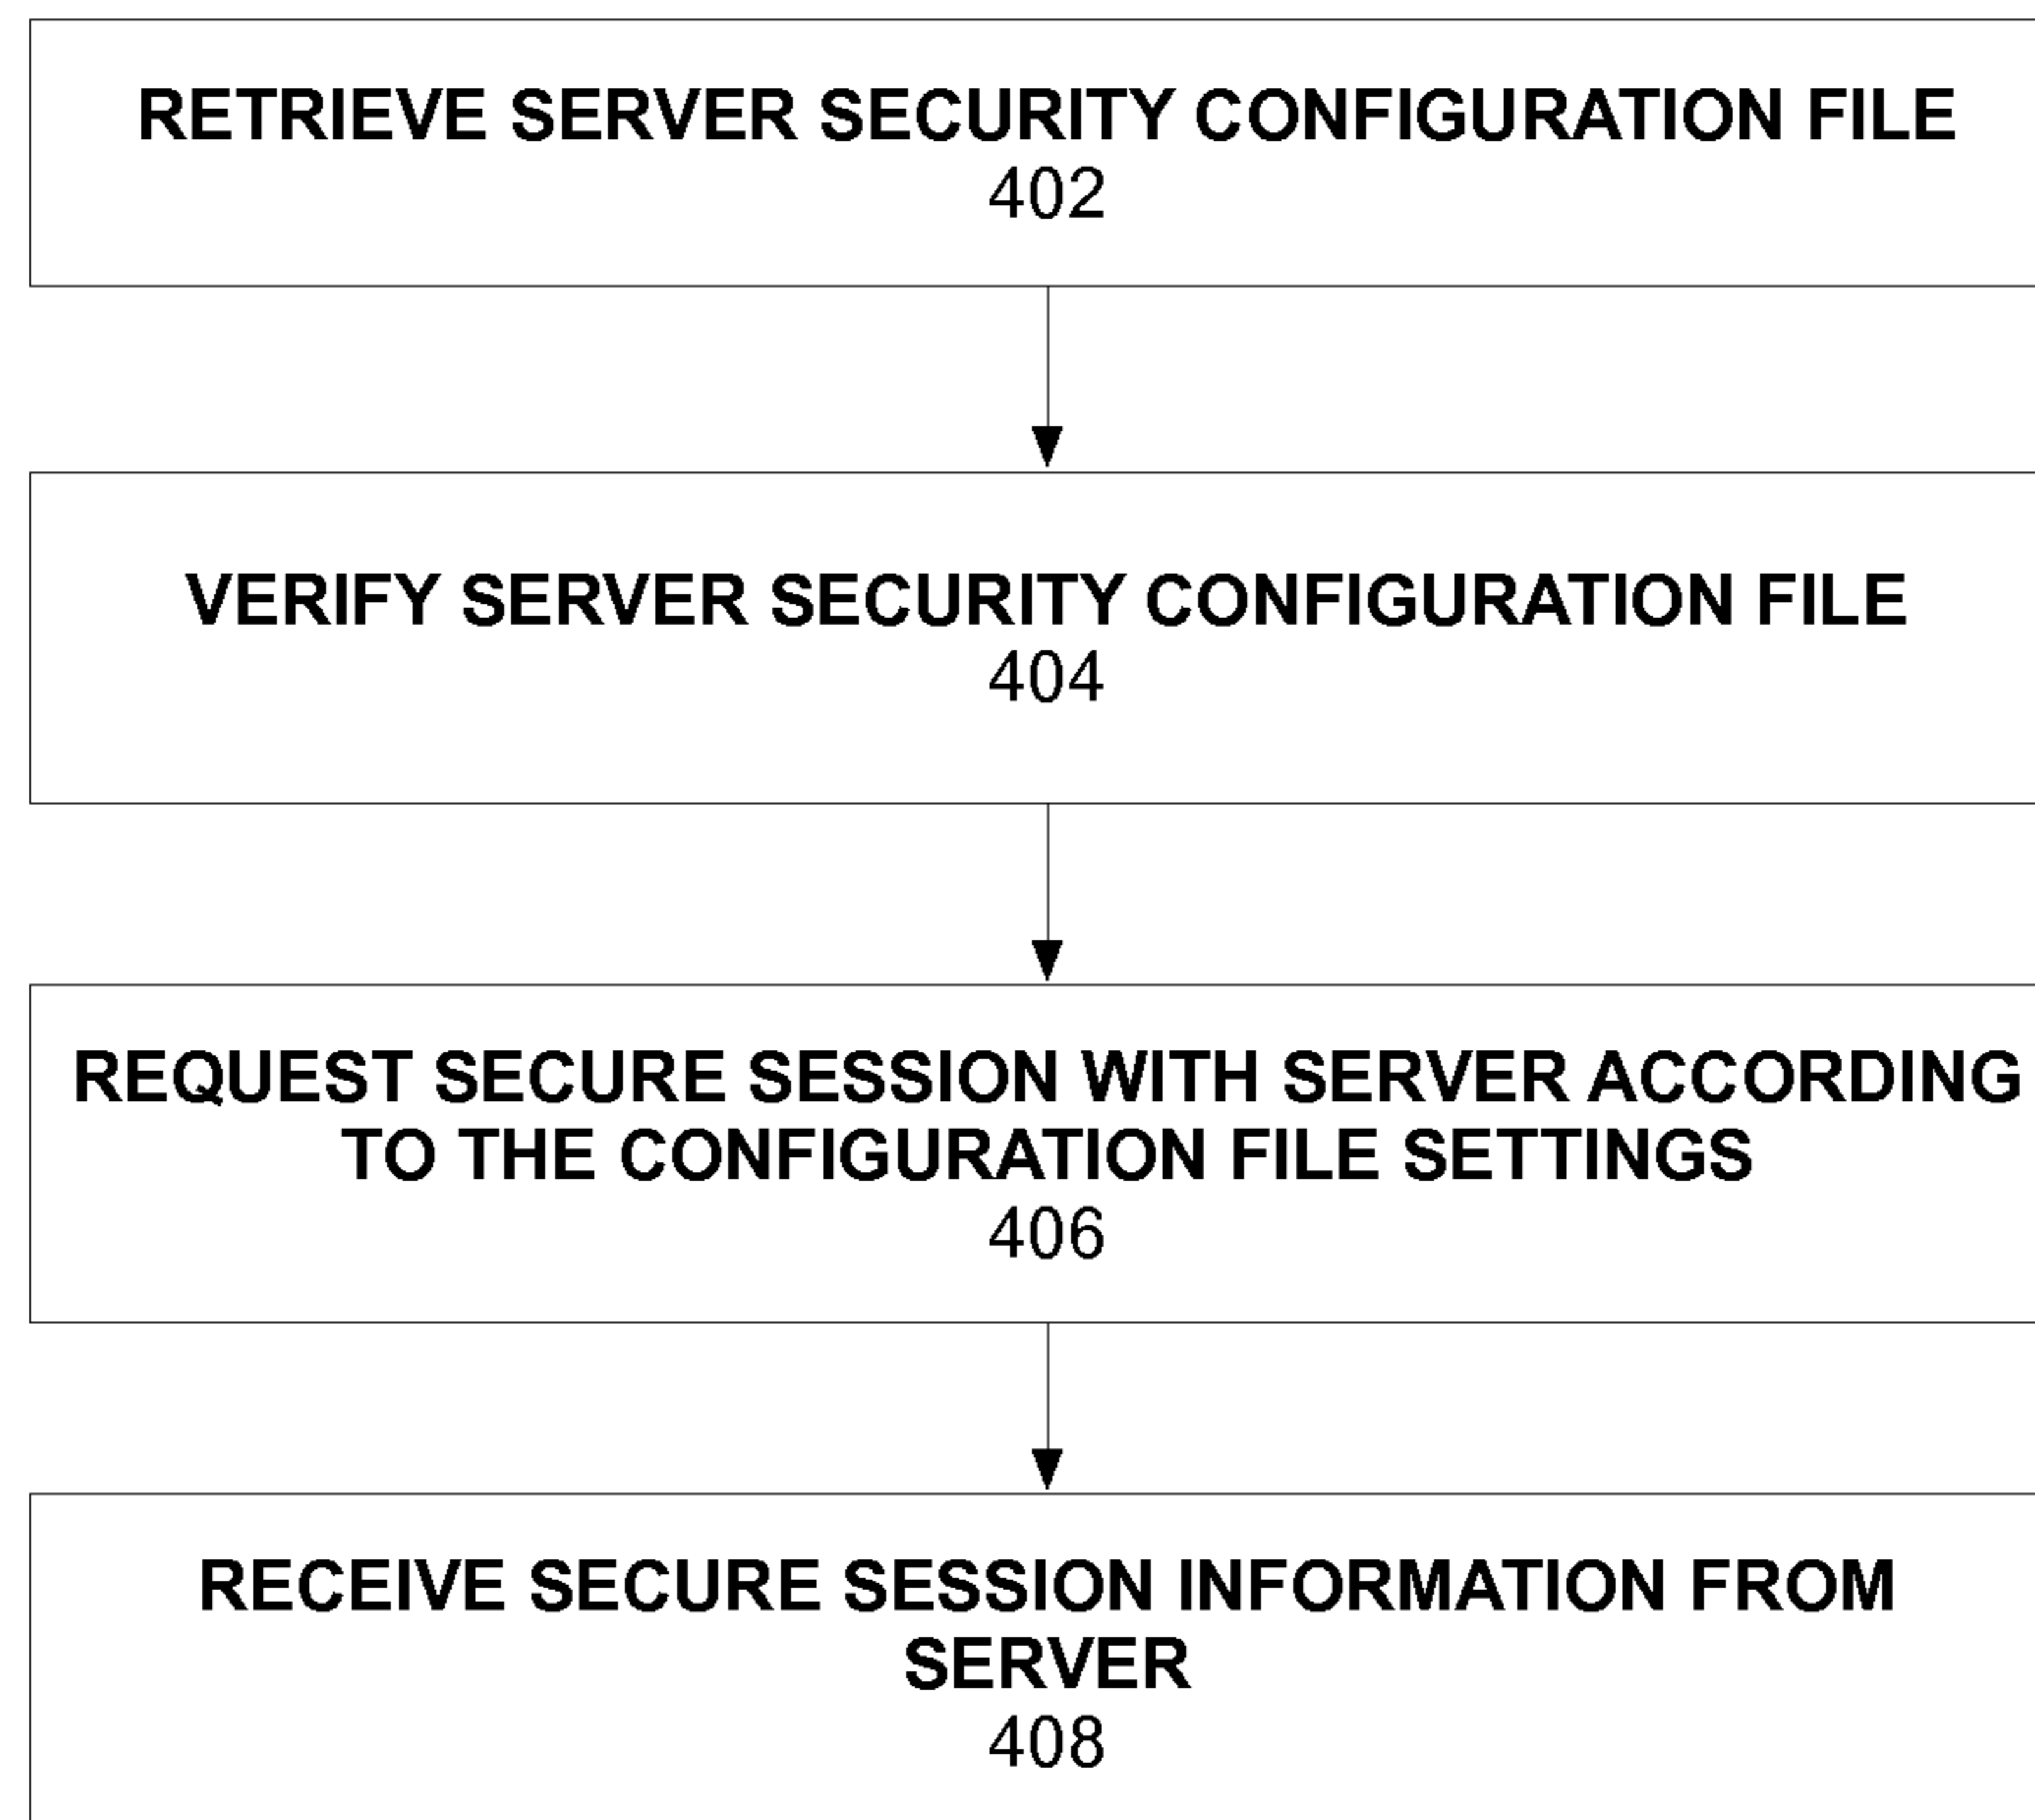 RETRIEVE SERVER SECURITY CONFIGURATION FILE
402
VERIFY SERVER SECURITY CONFIGURATION FILE
404
REQUEST SECURE SESSION WITH SERVER ACCORDING
TO THE CONFIGURATION FILE SETTINGS
406
RECEIVE SECURE SESSION INFORMATION FROM
SERVER
408